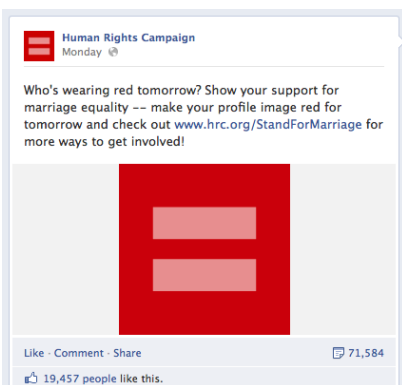 Human Rights Campaign
Monday
Who's wearing red tomorrow? Show your support for
marriage equality -- make your profile image red for
tomorrow and check out www.hrc.org/StandForMarriage for
more ways to get involved!
Like · Comment · Share 71,584
19,457 people like this.